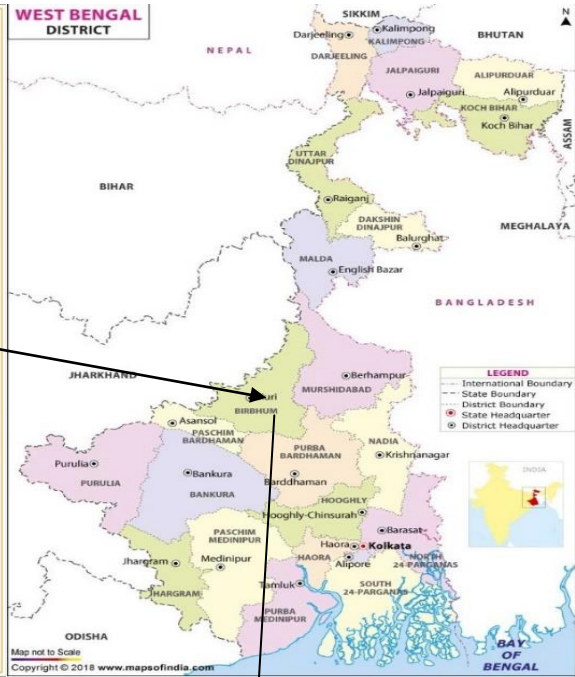 WEST BENGAL
DISTRICT
SIKKIM
N
Darjeeling
Kalimpong
KALIMPONG
BHUTAN
NEPAL
DARJEELING
JALPAIGURI
ALIPURDUAR
Jalpaiguri
Alipurduar
KOCH BIHAR
Koch Bihar
ASSAM
UTTAR
DINAJPUR
BIHAR
Raiganj
DAKSHIN
DINAJPUR
MEGHALAYA
Balurghat
MALDA
English Bazar
BANGLADESH
JHARKHAND
Berhampur
MURSHIDABAD
uri
BIRBHUM
LEGEND
International Boundary
State Boundary
District Boundary
State Headquarter
District Headquarter
Asansol
PASCHIM
BARDHAMAN
PURBA
BARDHAMAN
NADIA
Krishnanagar
INDIA
Purulia
PURULIA
Bankura
BANKURA
Barddhaman
HOOGHLY
Hooghly-Chinsurah
PASCHIM
MEDINIPUR
Barasat
Haora
Kolkata
Jhargram
Medinipur
HAORA
Alipore
NORTH
24-PARGANAS
JHARGRAM
Tamluk
SOUTH
24-PARGANAS
PURBA
MEDINIPUR
ODISHA
BAY
OF
BENGAL
Map not to Scale
Copyright © 2018 www.mapsofindia.com